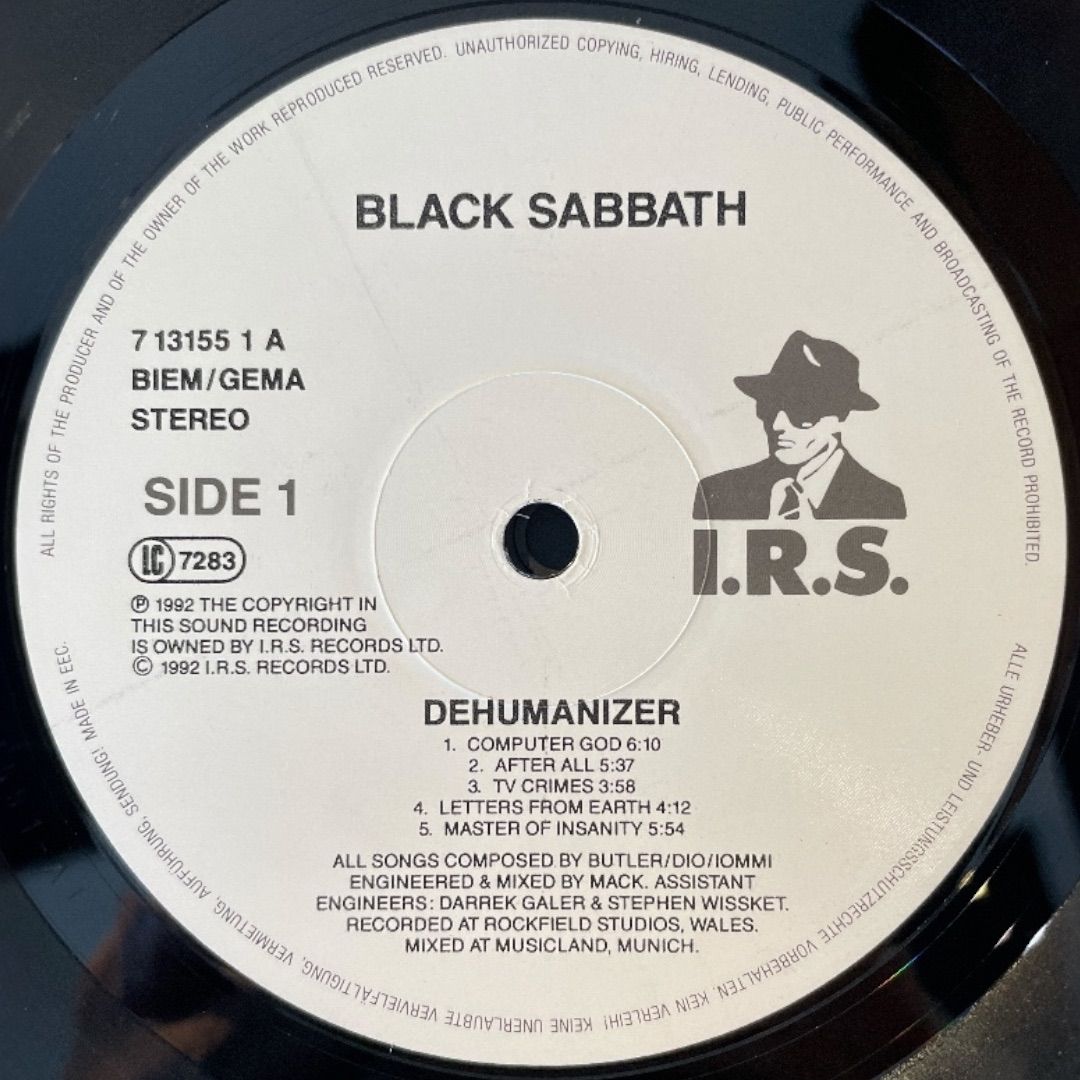 ALL RIGHTS OF THE PRODUCER AND OF THE OWNER OF THE WORK REPRODUCED RESERVED. UNAUTHORIZED COPYING, HIRING, LENDING, PUBLIC PERFORMANCE AND BROADCASTING OF THE RECORD PROHIBITED.
BLACK SABBATH
7 13155 1 A
BIEM/GEMA
STEREO
SIDE 1
LC 7283
I.R.S.
℗ 1992 THE COPYRIGHT IN
THIS SOUND RECORDING
IS OWNED BY I.R.S. RECORDS LTD.
© 1992 I.R.S. RECORDS LTD.
DEHUMANIZER
1. COMPUTER GOD 6:10
2. AFTER ALL 5:37
3. TV CRIMES 3:58
4. LETTERS FROM EARTH 4:12
5. MASTER OF INSANITY 5:54
ALL SONGS COMPOSED BY BUTLER/DIO/IOMMI
ENGINEERED & MIXED BY MACK. ASSISTANT
ENGINEERS: DARREK GALER & STEPHEN WISSKET.
RECORDED AT ROCKFIELD STUDIOS, WALES.
MIXED AT MUSICLAND, MUNICH.
ALLE URHEBER- UND LEISTUNGSSCHUTZRECHTE VORBEHALTEN. KEIN VERLEIH! KEINE UNERLAUBTE VERVIELFÄLTIGUNG, VERMIETUNG, AUFFÜHRUNG, SENDUNG! MADE IN EEC.